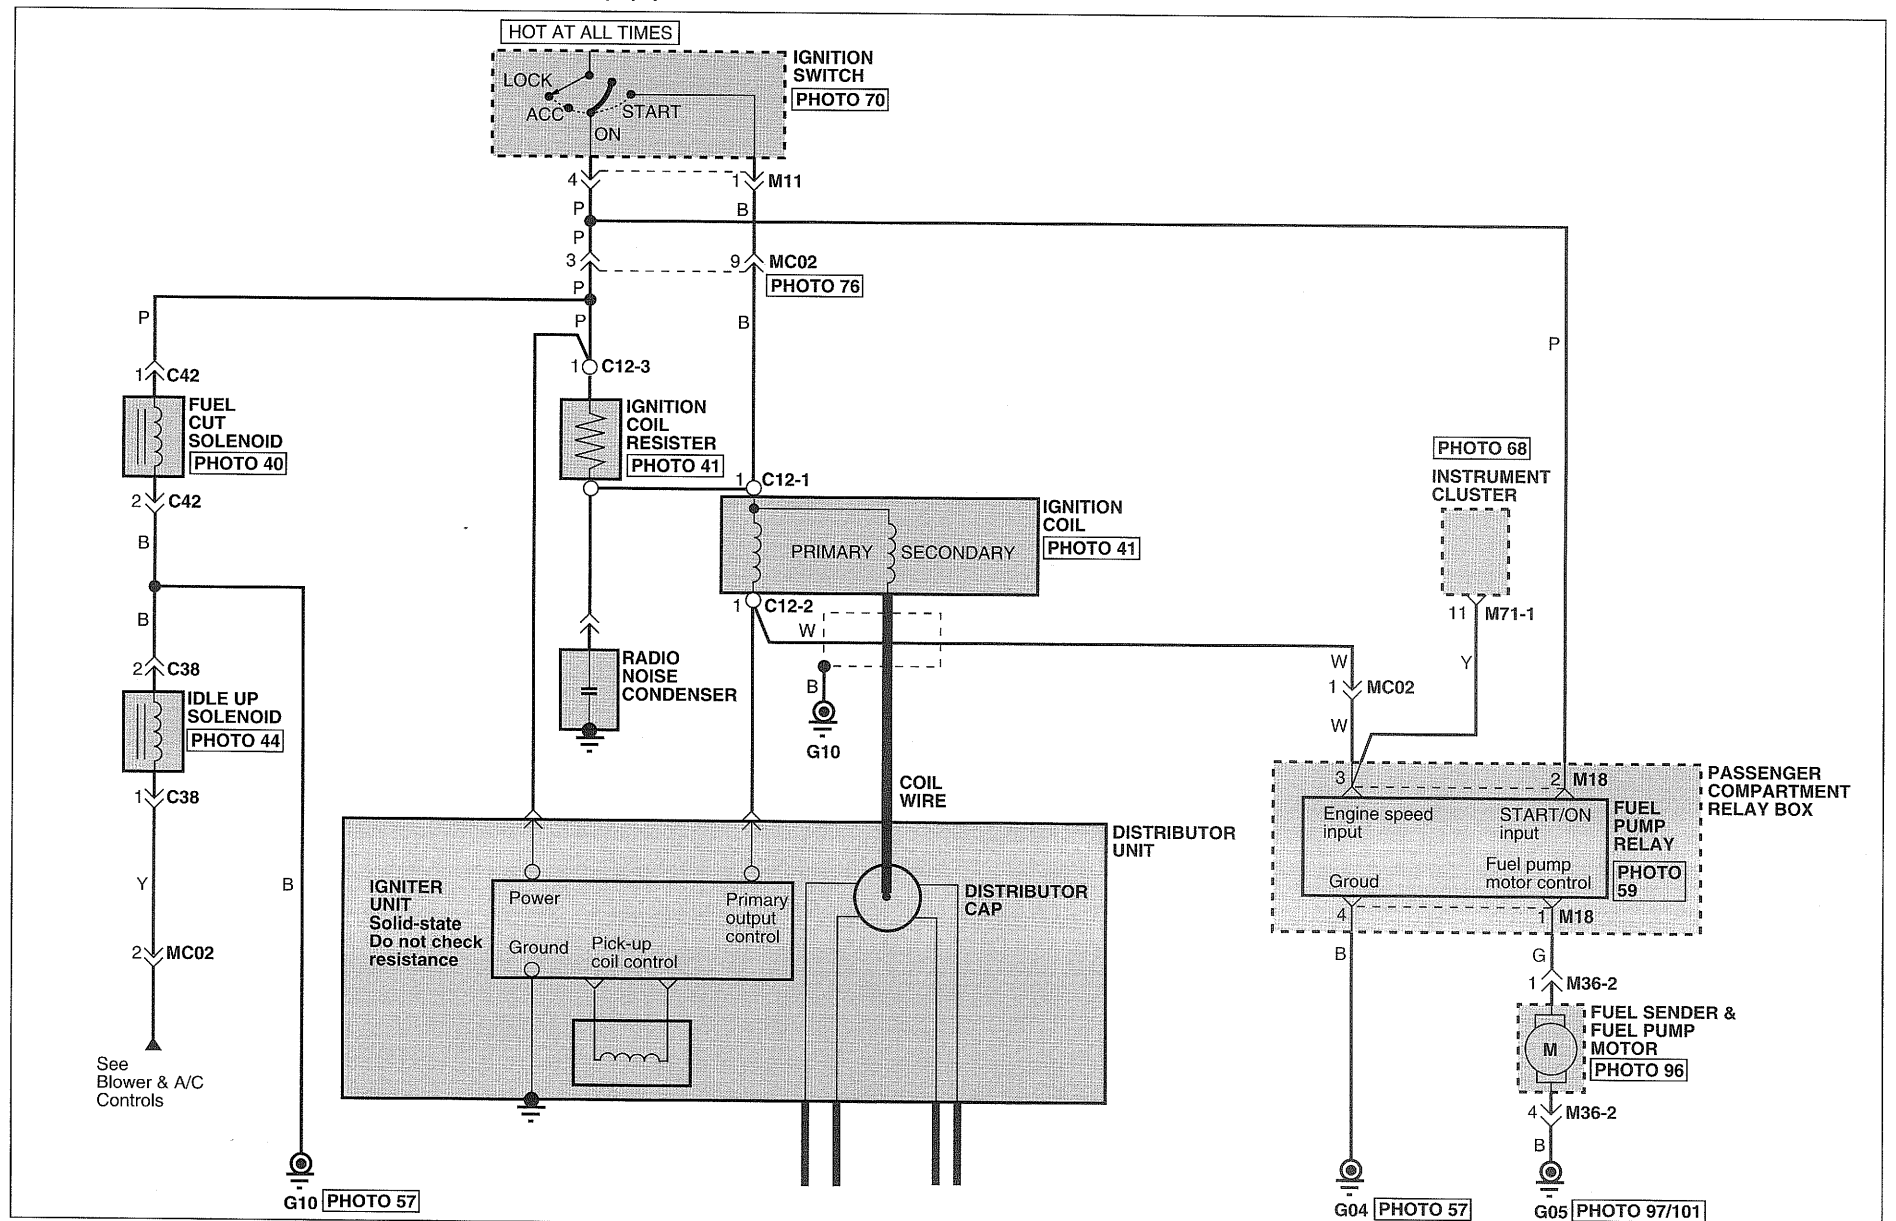 HOT AT ALL TIMES
IGNITION
SWITCH
PHOTO 70
LOCK
ACC
START
ON
4
1
M11
P
B
P
3
9
MC02
PHOTO 76
P
P
P
B
P
1
C12-3
1
C42
FUEL
CUT
SOLENOID
PHOTO 40
IGNITION
COIL
RESISTER
PHOTO 41
PHOTO 68
INSTRUMENT
CLUSTER
1
C12-1
2
C42
IGNITION
COIL
PHOTO 41
PRIMARY
SECONDARY
B
1
C12-2
11
M71-1
B
W
2
C38
RADIO
NOISE
CONDENSER
W
Y
1
MC02
B
IDLE UP
SOLENOID
PHOTO 44
W
G10
COIL
WIRE
3
2
M18
PASSENGER
COMPARTMENT
RELAY BOX
1
C38
Engine speed
input
START/ON
input
FUEL
PUMP
RELAY
PHOTO
59
DISTRIBUTOR
UNIT
Fuel pump
motor control
Groud
Y
B
IGNITER
UNIT
Solid-state
Do not check
resistance
Power
Primary
output
control
Ground
Pick-up
coil control
DISTRIBUTOR
CAP
4
1
M18
2
MC02
B
G
1
M36-2
FUEL SENDER &
FUEL PUMP
MOTOR
PHOTO 96
M
See
Blower & A/C
Controls
4
M36-2
B
G10
PHOTO 57
G04
PHOTO 57
G05
PHOTO 97/101